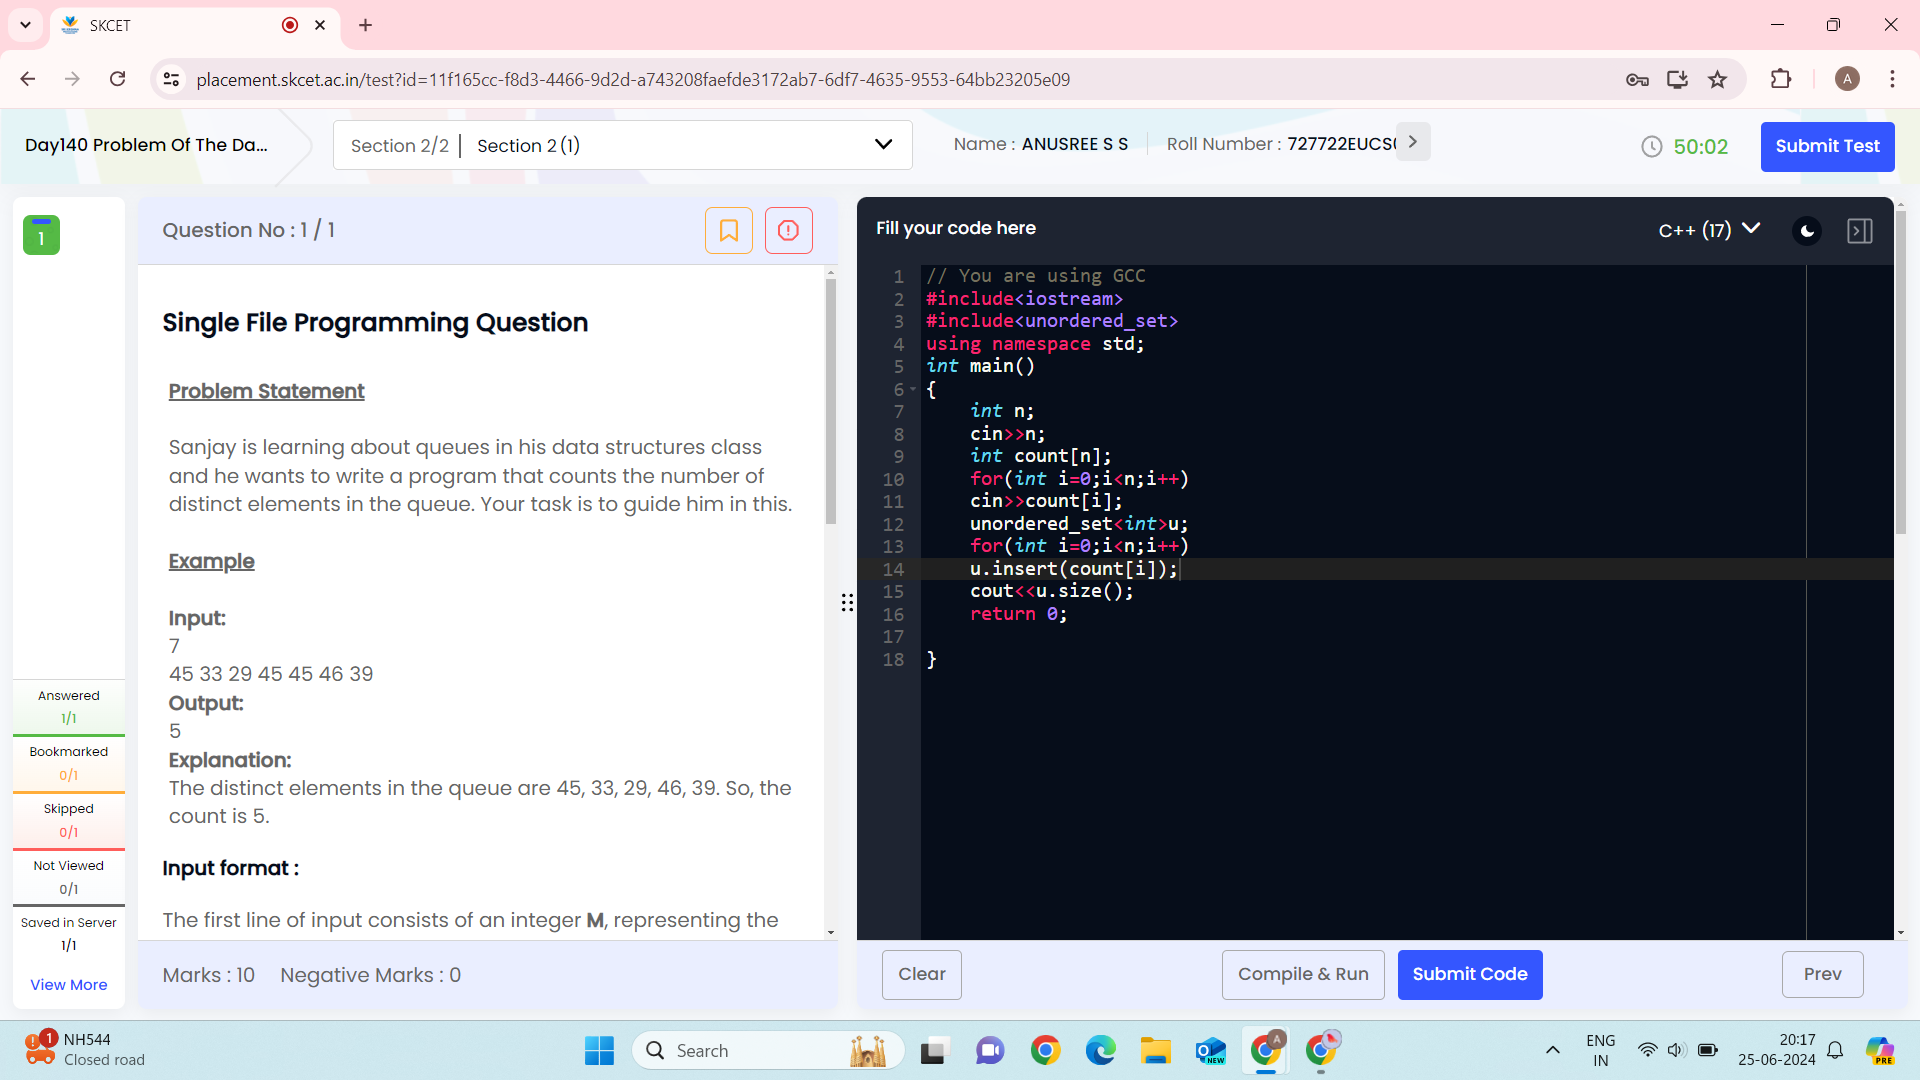 SKCET
placement.skcet.ac.in/test?id=11f165cc-f8d3-4466-9d2d-a743208faefde3172ab7-6df7-4635-9553-64bb23205e09
A
Day140 Problem Of The Da...
Section 2/2 | Section 2 (1)
Name : ANUSREE S S
Roll Number : 727722EUCS
50:02
Submit Test
1
Question No : 1 / 1
Single File Programming Question
Problem Statement
Sanjay is learning about queues in his data structures class
and he wants to write a program that counts the number of
distinct elements in the queue. Your task is to guide him in this.
Example
Input:
7
45 33 29 45 45 46 39
Output:
5
Explanation:
The distinct elements in the queue are 45, 33, 29, 46, 39. So, the
count is 5.
Input format :
The first line of input consists of an integer M, representing the
Marks : 10 Negative Marks : 0
Answered
1/1
Bookmarked
0/1
Skipped
0/1
Not Viewed
0/1
Saved in Server
1/1
View More
Fill your code here
C++ (17)
1 // You are using GCC
2 #include<iostream>
3 #include<unordered_set>
4 using namespace std;
5 int main()
6 {
7 int n;
8 cin>>n;
9 int count[n];
10 for(int i=0;i<n;i++)
11 cin>>count[i];
12 unordered_set<int>u;
13 for(int i=0;i<n;i++)
14 u.insert(count[i]);
15 cout<<u.size();
16 return 0;
17
18 }
Clear
Compile & Run
Submit Code
Prev
1
NH544
Closed road
Search
NEW
A
ENG
IN
20:17
25-06-2024
PRE